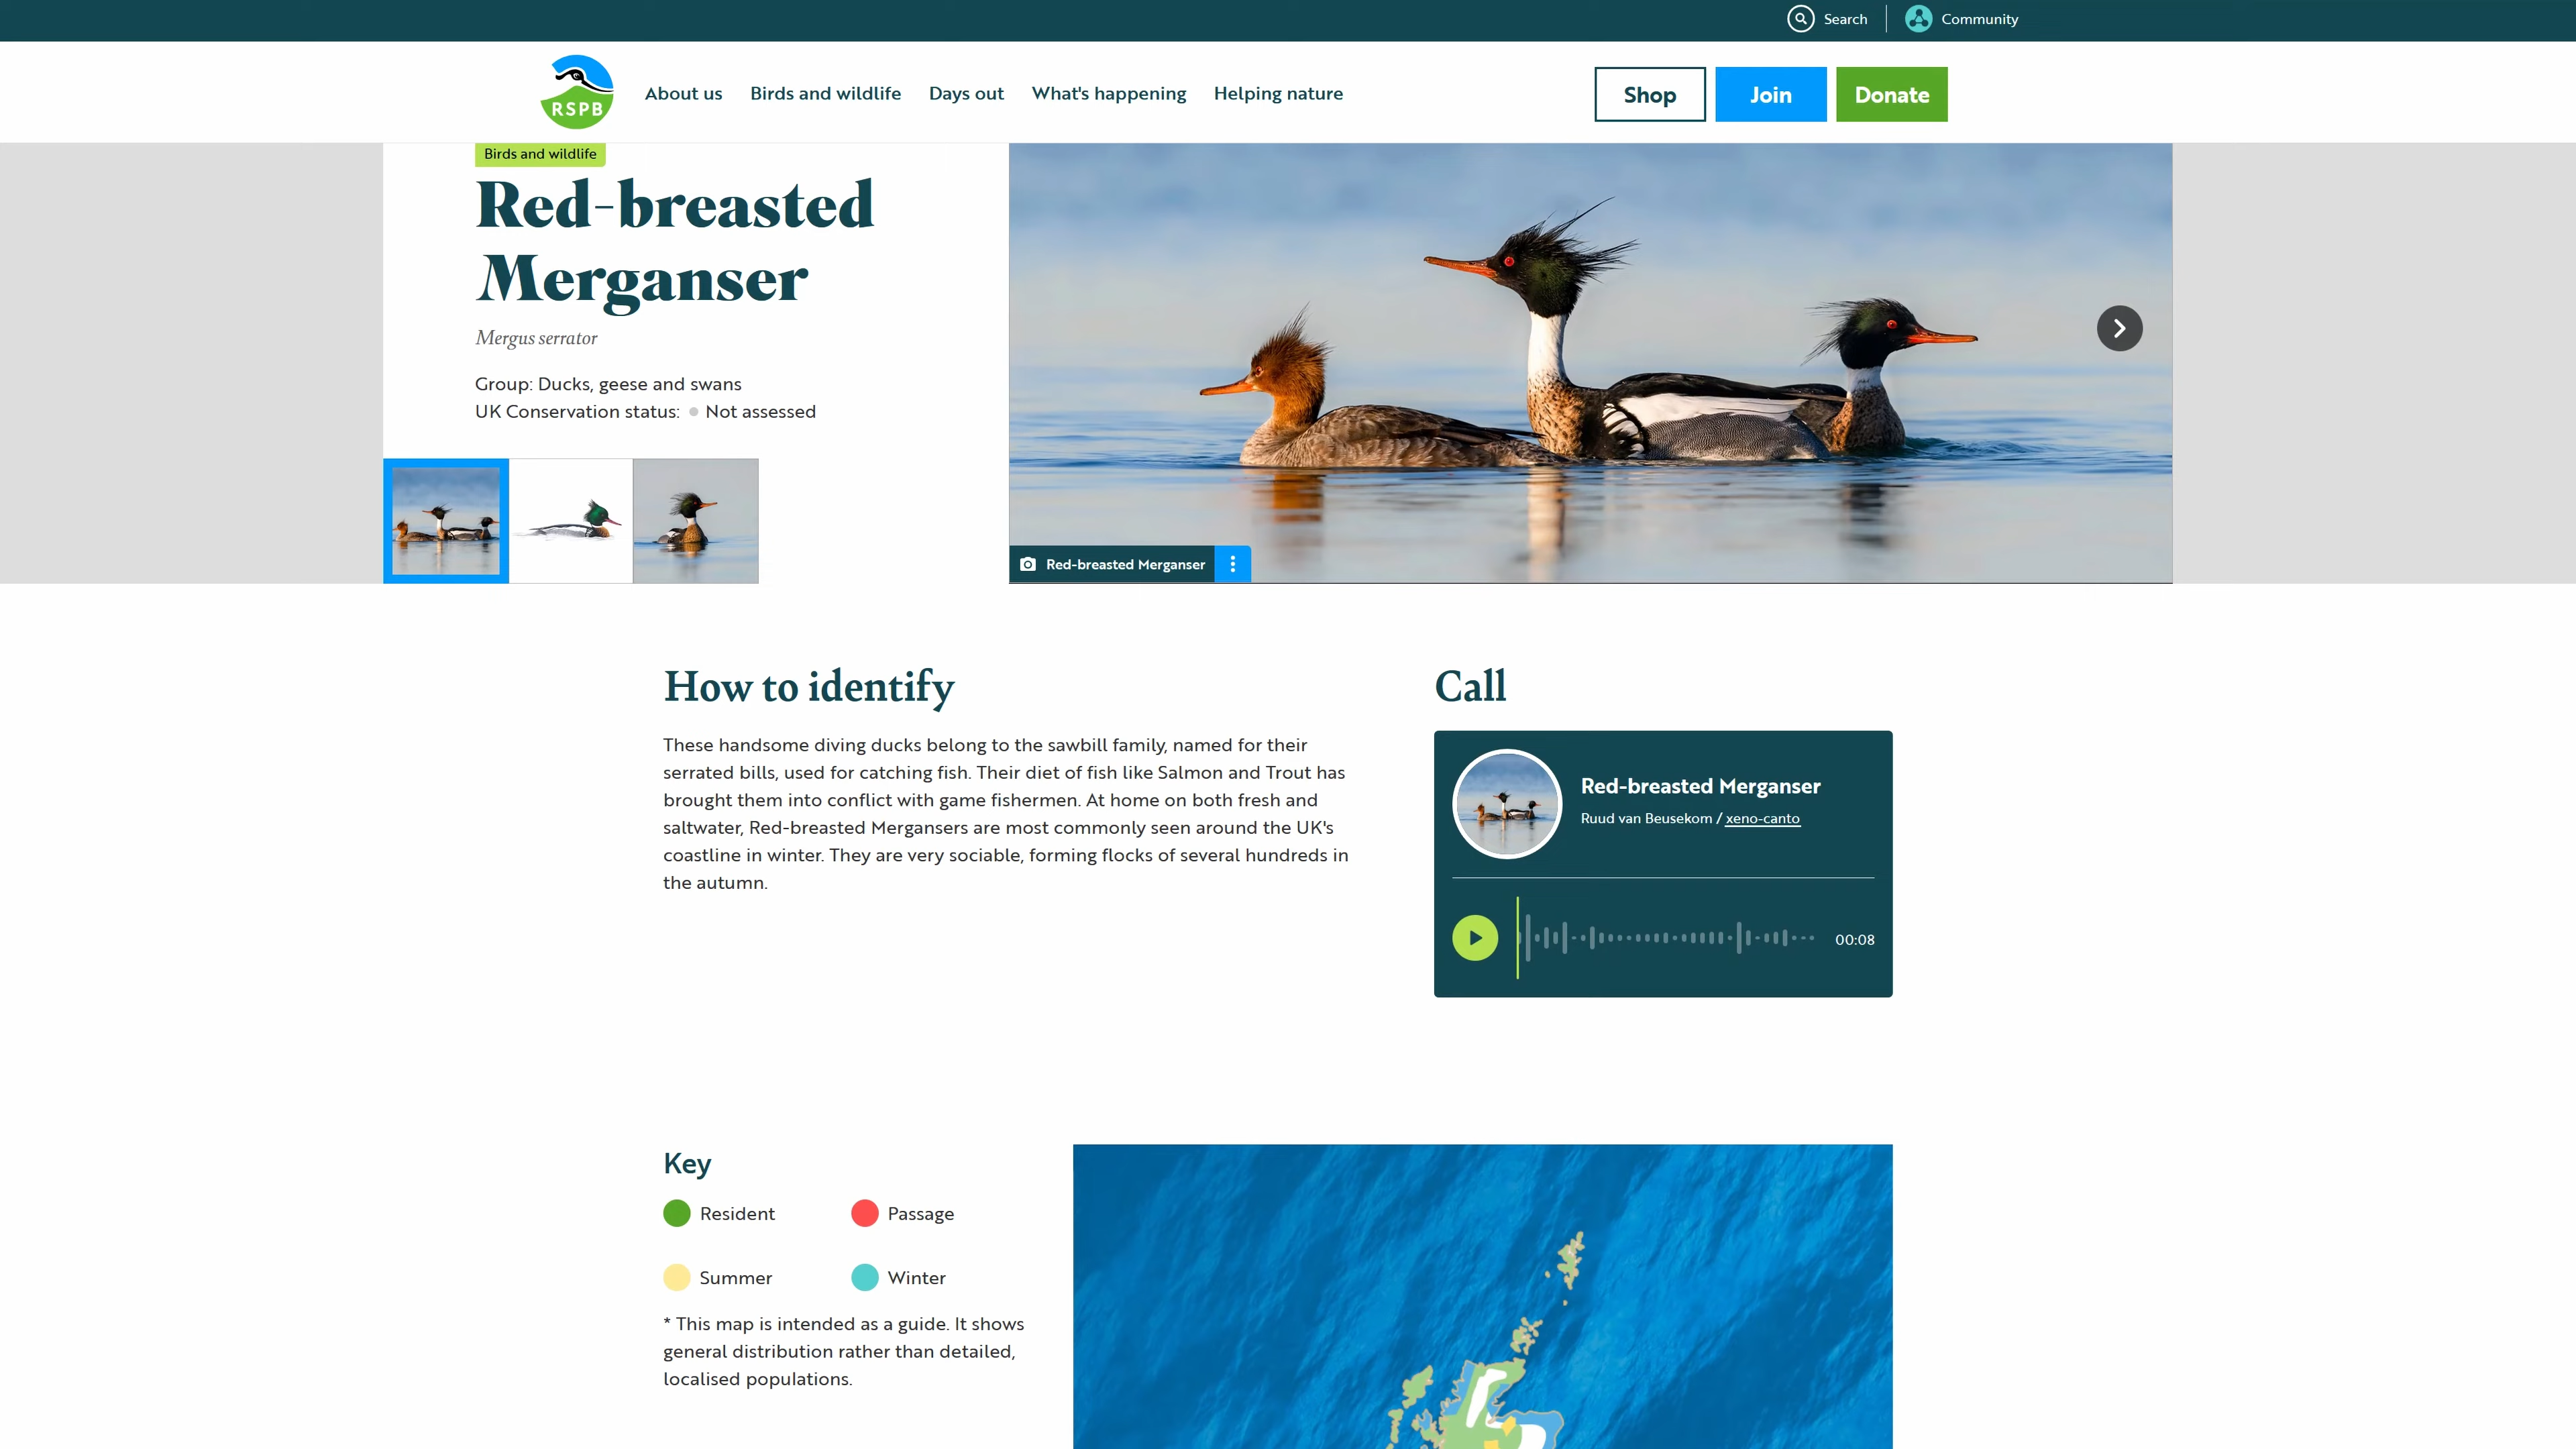 Search
Community
RSPB
About us
Birds and wildlife
Days out
What's happening
Helping nature
Shop
Join
Donate
Birds and wildlife
Red-breasted
Merganser
Mergus serrator
Group: Ducks, geese and swans
UK Conservation status: Not assessed
Red-breasted Merganser
How to identify
These handsome diving ducks belong to the sawbill family, named for their
serrated bills, used for catching fish. Their diet of fish like Salmon and Trout has
brought them into conflict with game fishermen. At home on both fresh and
saltwater, Red-breasted Mergansers are most commonly seen around the UK's
coastline in winter. They are very sociable, forming flocks of several hundreds in
the autumn.
Call
Red-breasted Merganser
Ruud van Beusekom / xeno-canto
00:08
Key
Resident
Passage
Summer
Winter
* This map is intended as a guide. It shows
general distribution rather than detailed,
localised populations.